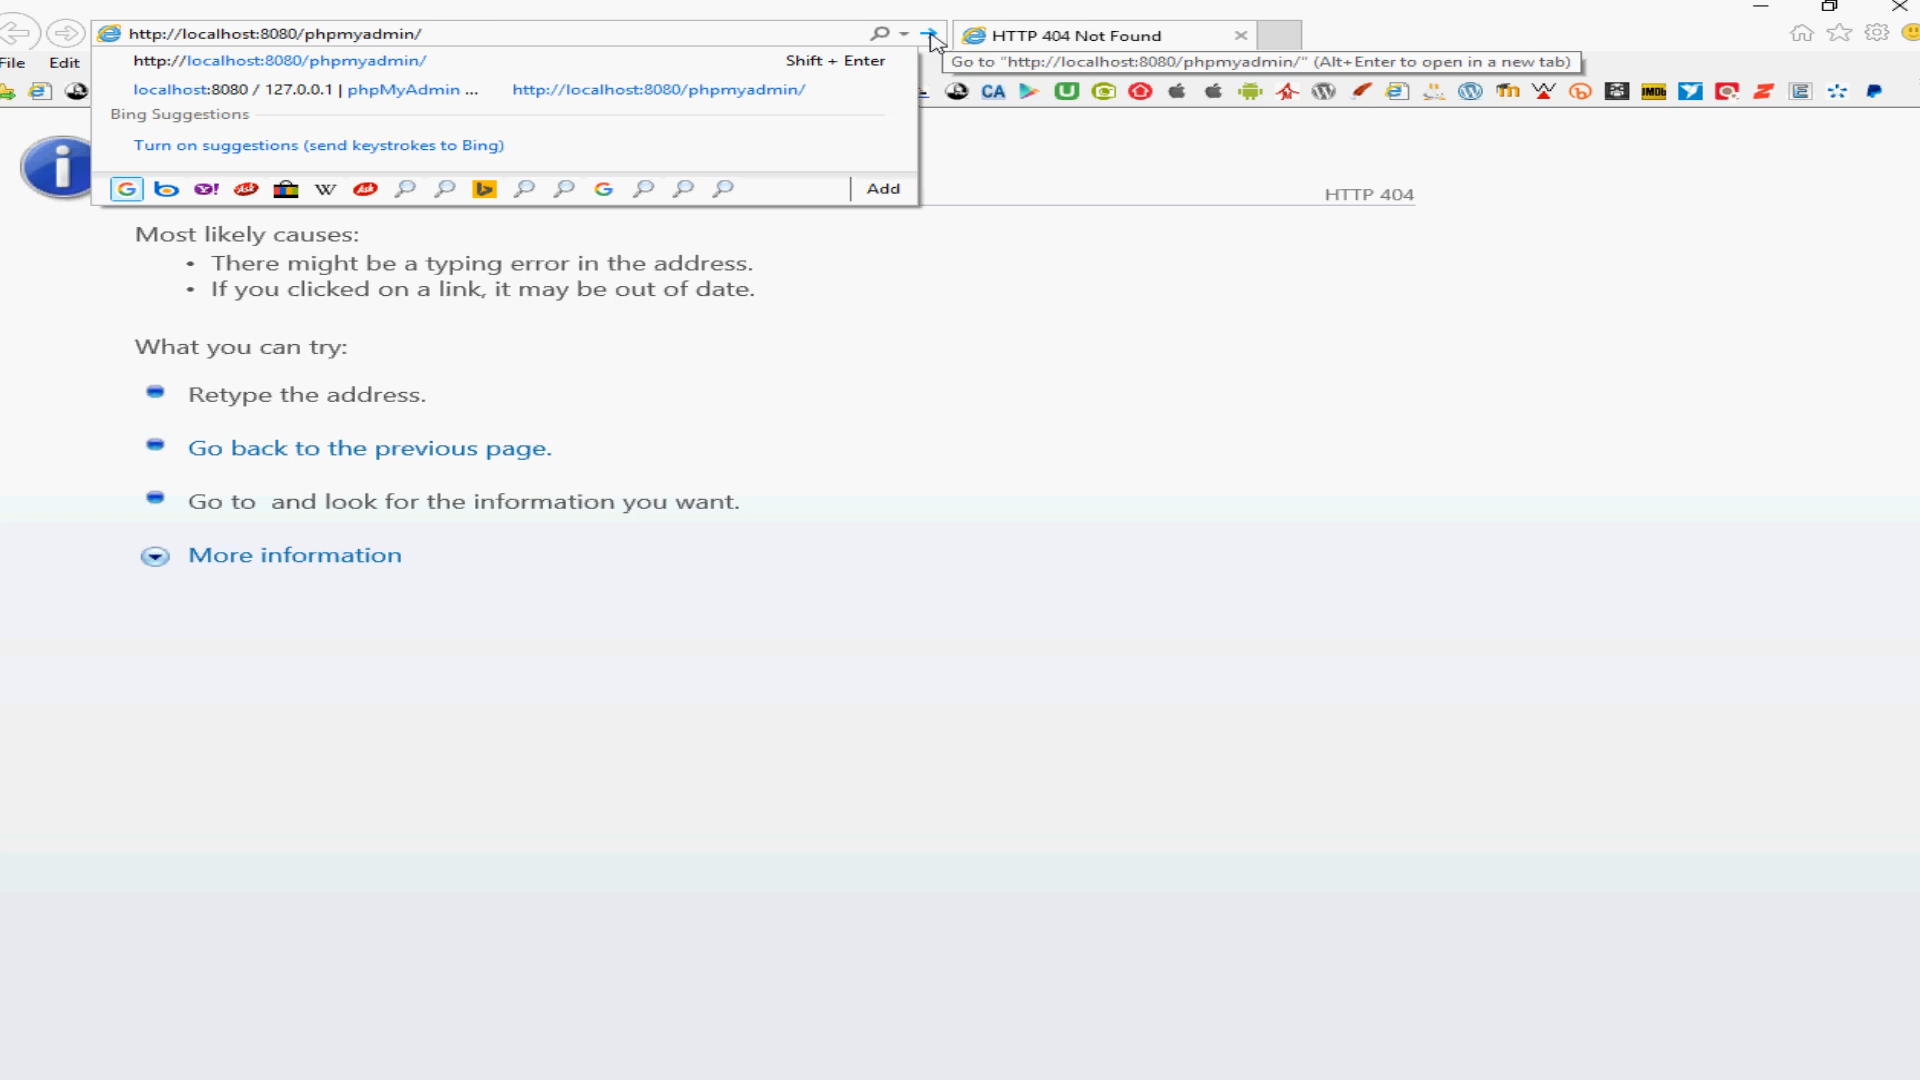 http://localhost:8080/phpmyadmin/
HTTP 404 Not Found
File Edit
http://localhost:8080/phpmyadmin/ Shift + Enter
Go to "http://localhost:8080/phpmyadmin/" (Alt+Enter to open in a new tab)
localhost:8080 / 127.0.0.1 | phpMyAdmin ... http://localhost:8080/phpmyadmin/
CA
IMDb
Bing Suggestions
Turn on suggestions (send keystrokes to Bing)
Add
HTTP 404
Most likely causes:
• There might be a typing error in the address.
• If you clicked on a link, it may be out of date.
What you can try:
Retype the address.
Go back to the previous page.
Go to and look for the information you want.
More information